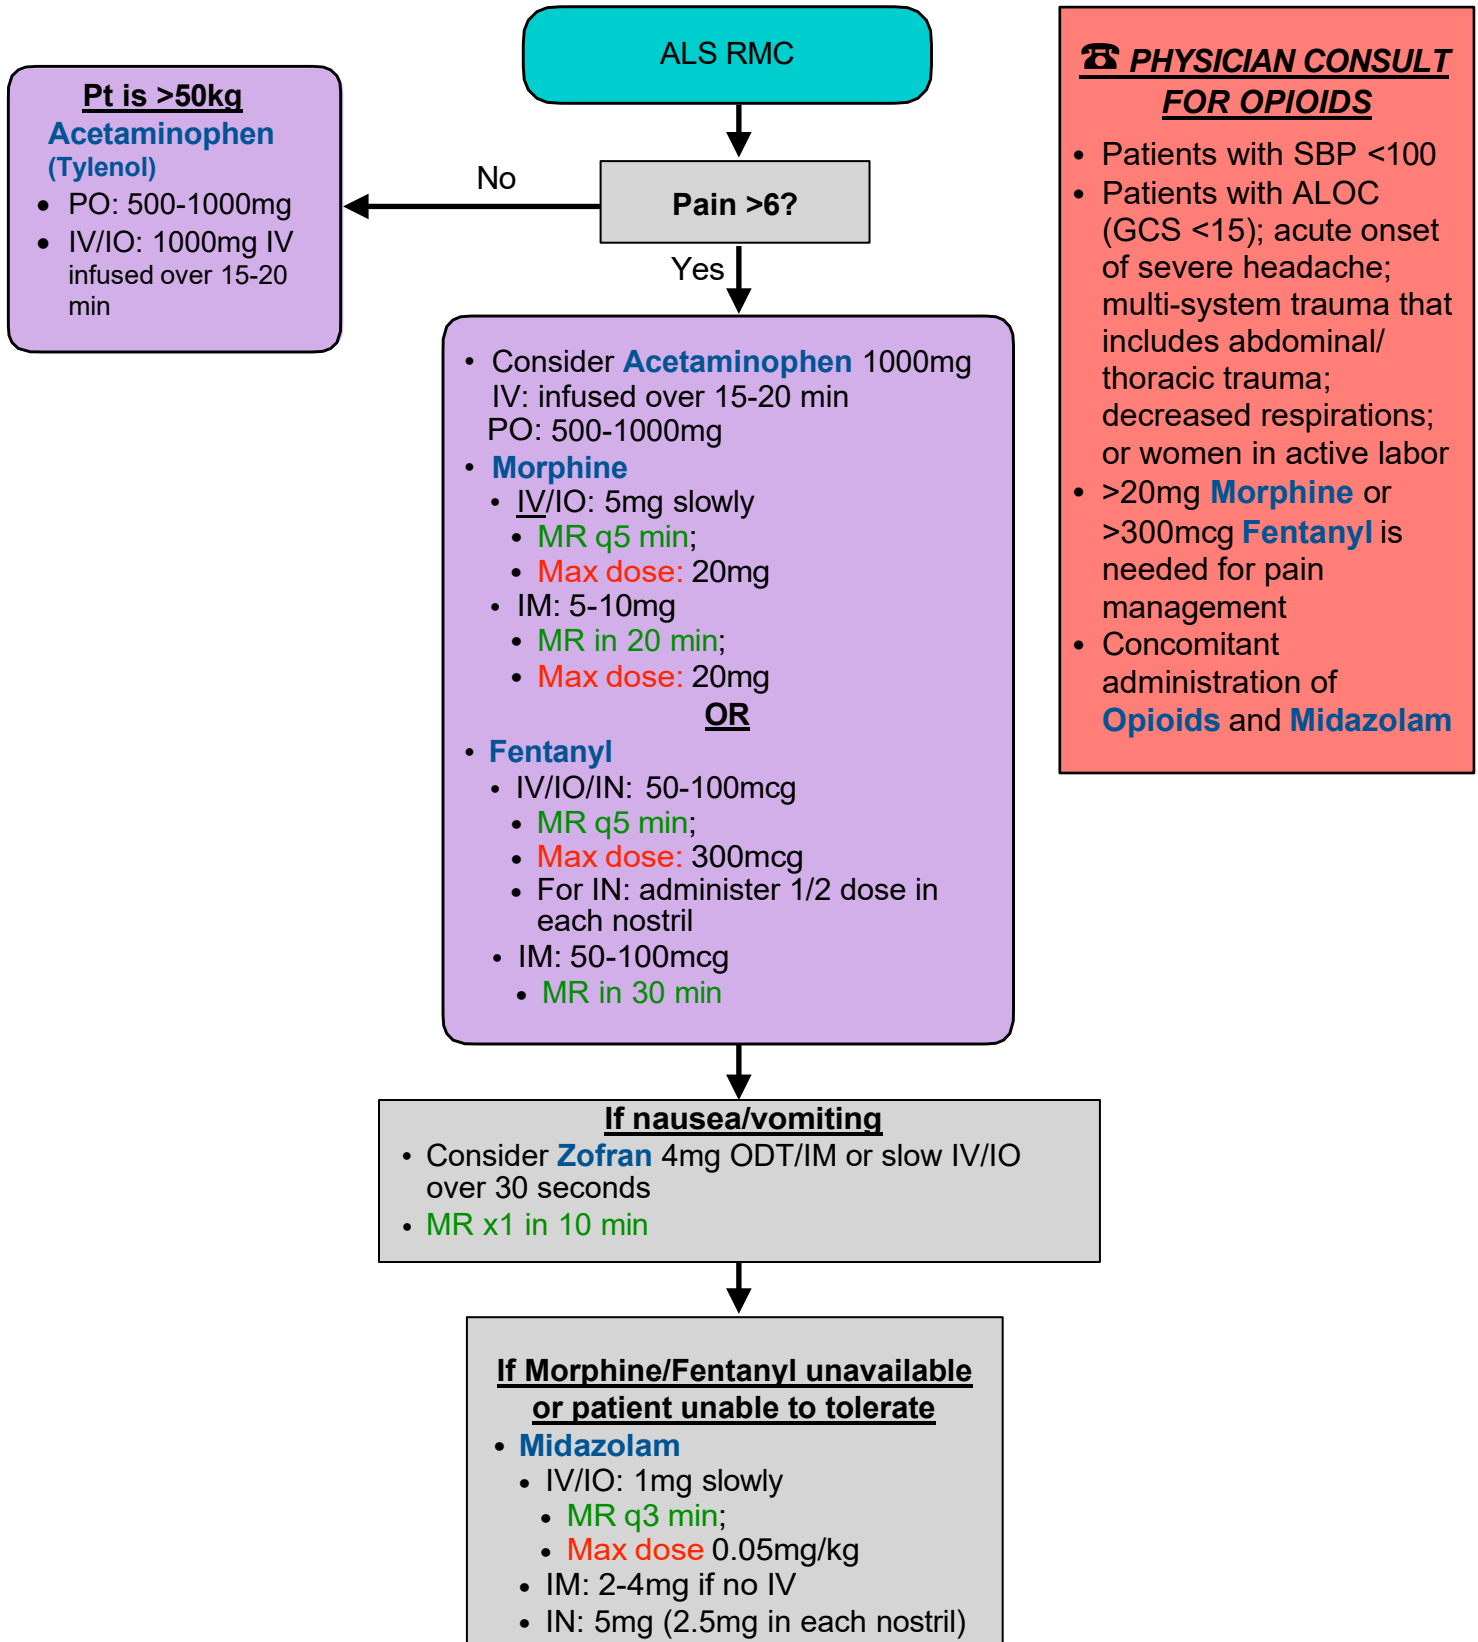 ALS RMC
Pt is >50kg
Acetaminophen
(Tylenol)
• PO: 500-1000mg
• IV/IO: 1000mg IV
infused over 15-20
min
No
Pain >6?
Yes
• Consider Acetaminophen 1000mg
IV: infused over 15-20 min
PO: 500-1000mg
• Morphine
• IV/IO: 5mg slowly
• MR q5 min;
• Max dose: 20mg
• IM: 5-10mg
• MR in 20 min;
• Max dose: 20mg
OR
• Fentanyl
• IV/IO/IN: 50-100mcg
• MR q5 min;
• Max dose: 300mcg
• For IN: administer 1/2 dose in
each nostril
• IM: 50-100mcg
• MR in 30 min
If nausea/vomiting
• Consider Zofran 4mg ODT/IM or slow IV/IO
over 30 seconds
• MR x1 in 10 min
If Morphine/Fentanyl unavailable
or patient unable to tolerate
• Midazolam
• IV/IO: 1mg slowly
• MR q3 min;
• Max dose 0.05mg/kg
• IM: 2-4mg if no IV
• IN: 5mg (2.5mg in each nostril)
☎ PHYSICIAN CONSULT
FOR OPIOIDS
• Patients with SBP <100
• Patients with ALOC
(GCS <15); acute onset
of severe headache;
multi-system trauma that
includes abdominal/
thoracic trauma;
decreased respirations;
or women in active labor
• >20mg Morphine or
>300mcg Fentanyl is
needed for pain
management
• Concomitant
administration of
Opioids and Midazolam